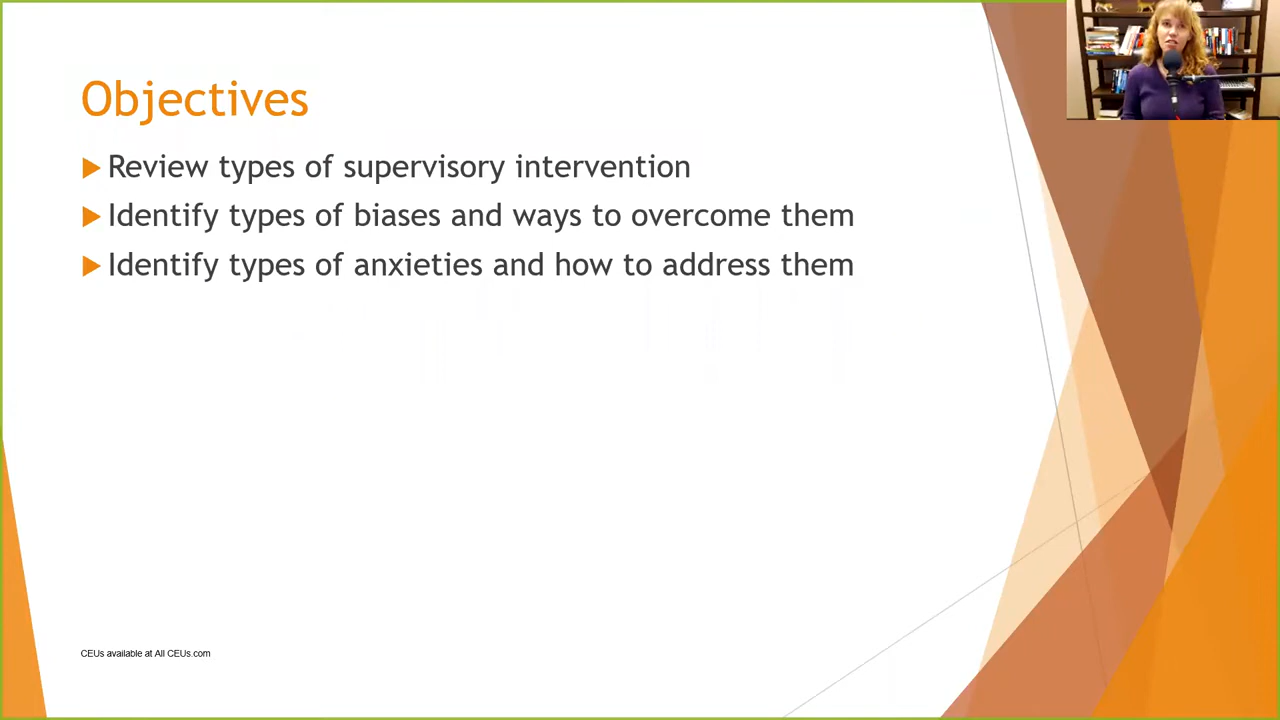 Objectives
Review types of supervisory intervention
Identify types of biases and ways to overcome them
Identify types of anxieties and how to address them
CEUs available at All CEUs.com